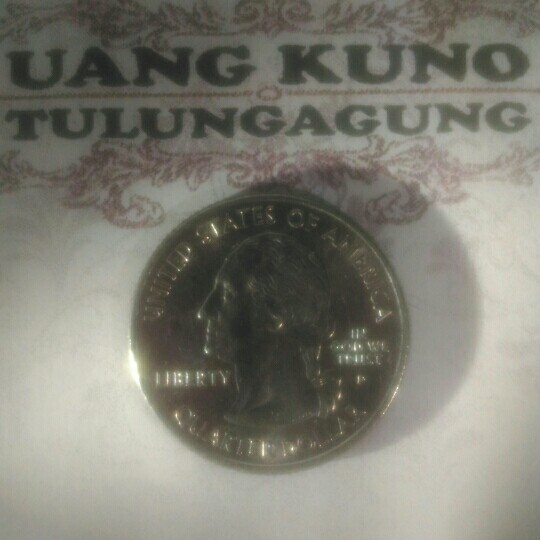 UANG KUNO
TULUNGAGUNG
UNITED STATES OF AMERICA
LIBERTY
IN
GOD WE
TRUST
QUARTER DOLLAR